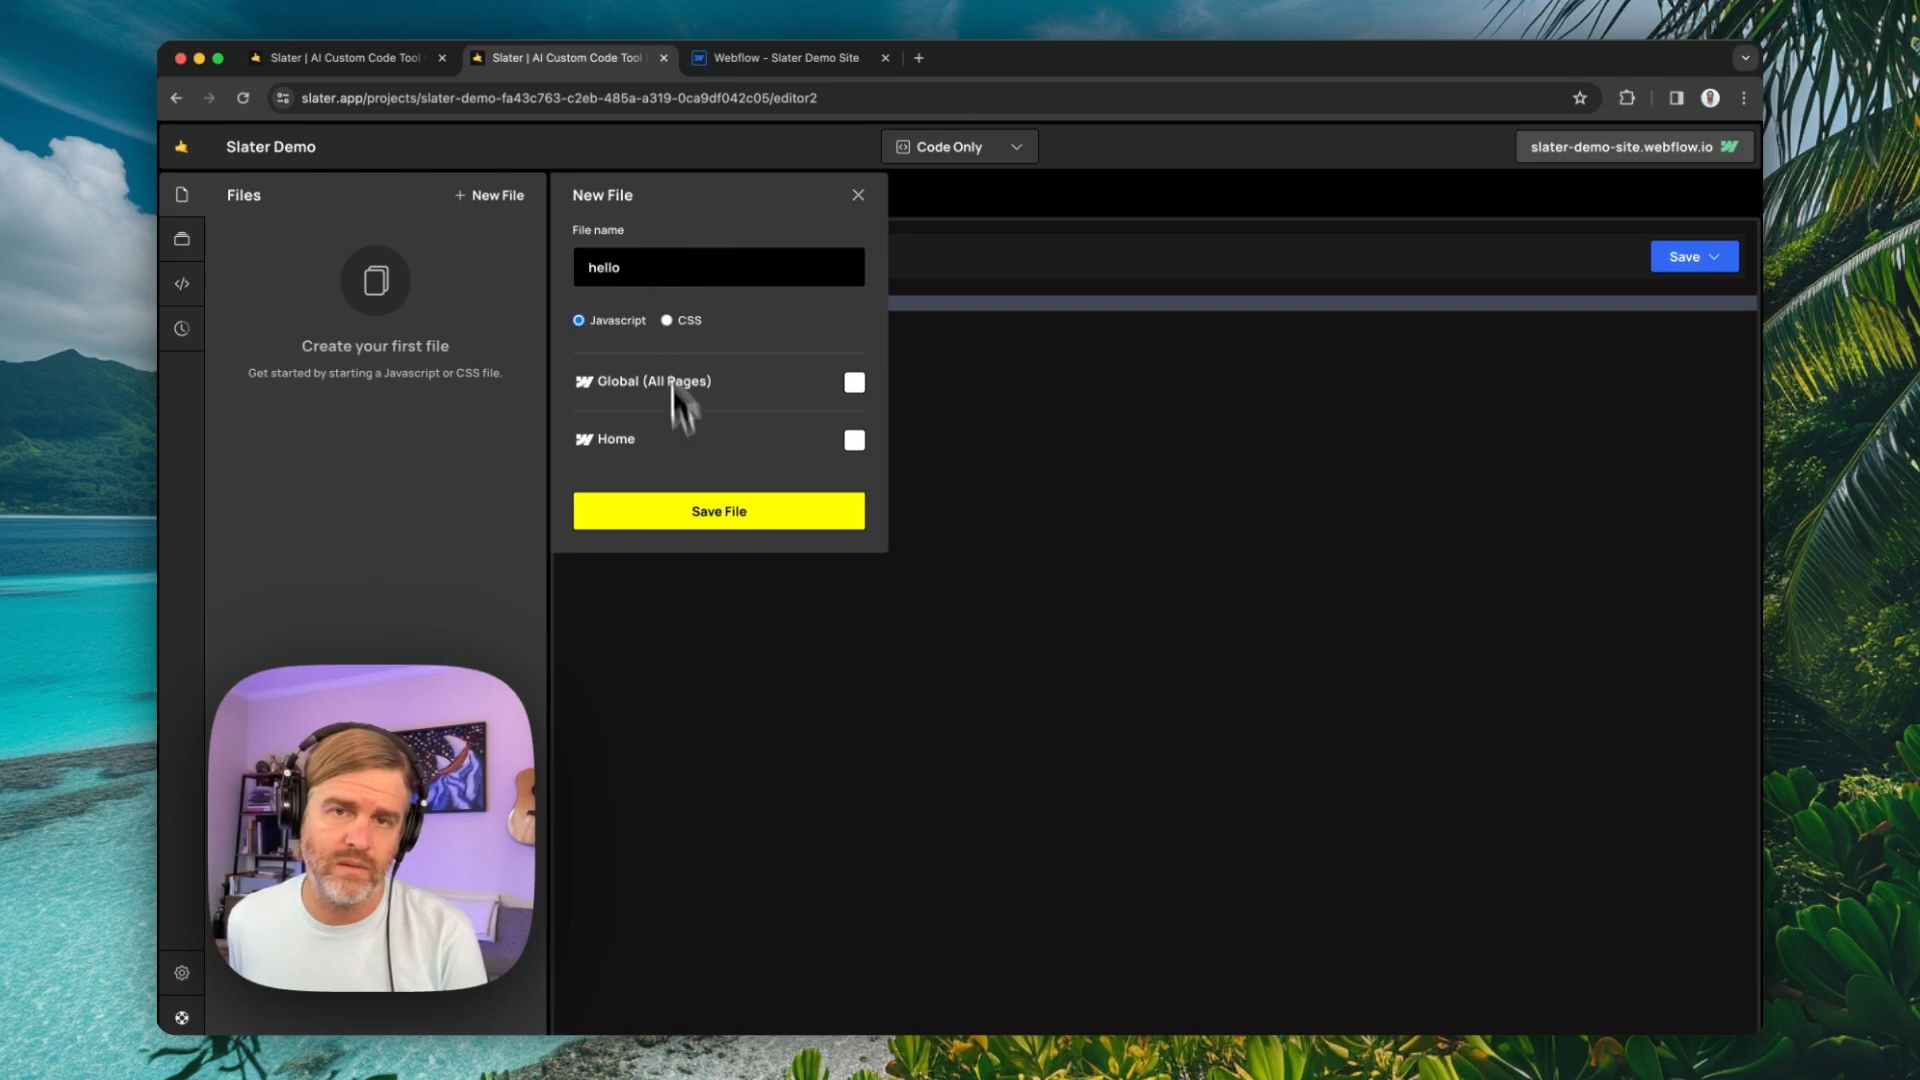 Slater | AI Custom Code Tool
Slater | AI Custom Code Tool
Webflow - Slater Demo Site
slater.app/projects/slater-demo-fa43c763-c2eb-485a-a319-0ca9df042c05/editor2
Slater Demo
Code Only
slater-demo-site.webflow.io
Files
+ New File
Create your first file
Get started by starting a Javascript or CSS file.
New File
File name
hello
Javascript
CSS
Global (All Pages)
Home
Save File
Save